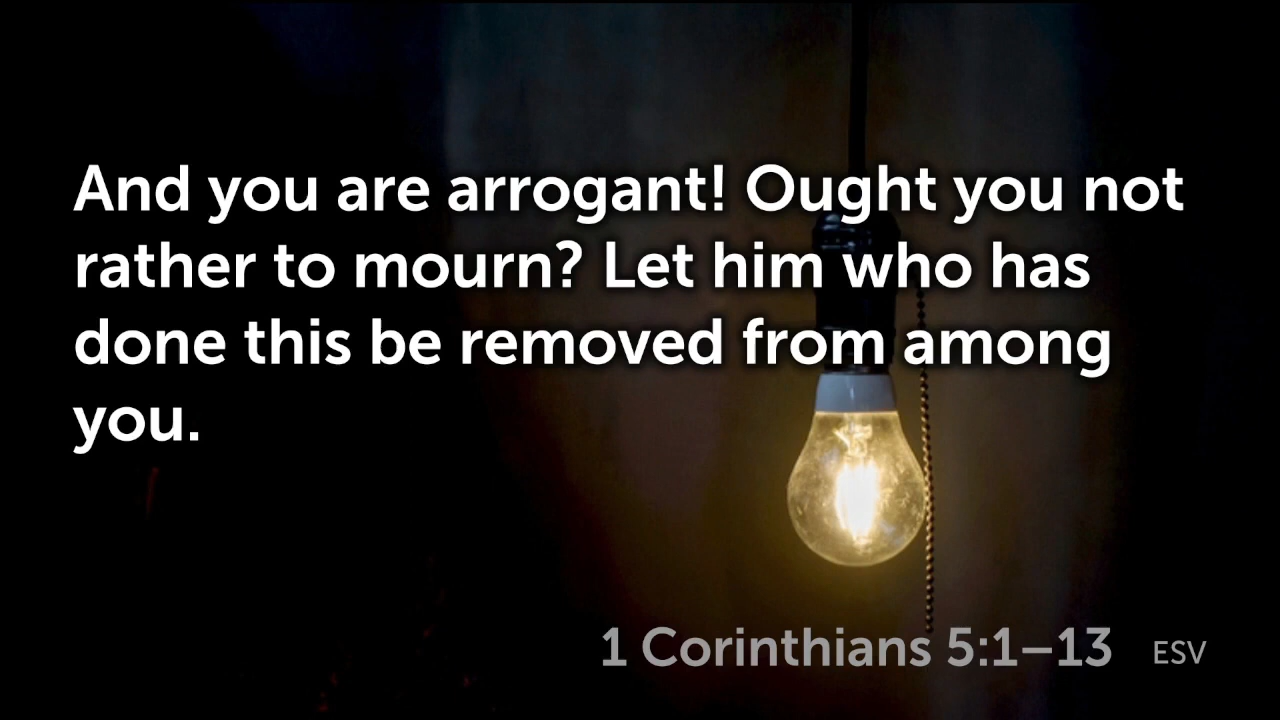 And you are arrogant! Ought you not
rather to mourn? Let him who has
done this be removed from among
you.
1 Corinthians 5:1–13 ESV